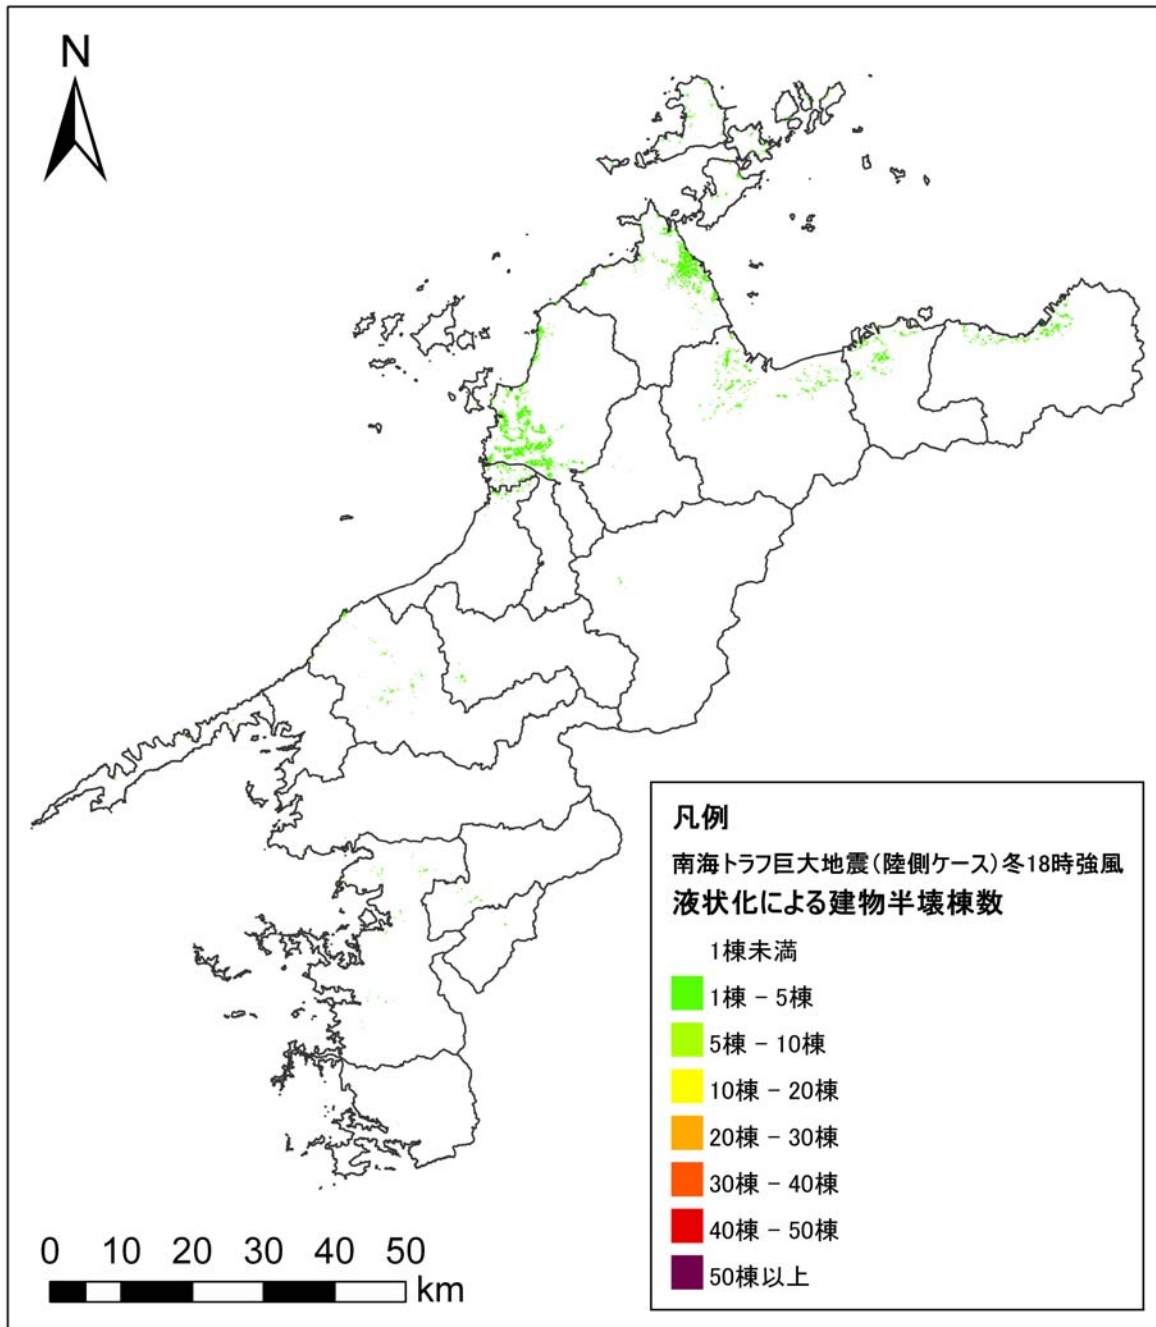 N
凡例
南海トラフ巨大地震(陸側ケース)冬18時強風
液状化による建物半壊棟数
1棟未満
1棟 - 5棟
5棟 - 10棟
10棟 - 20棟
20棟 - 30棟
30棟 - 40棟
40棟 - 50棟
50棟以上
0 10 20 30 40 50
km